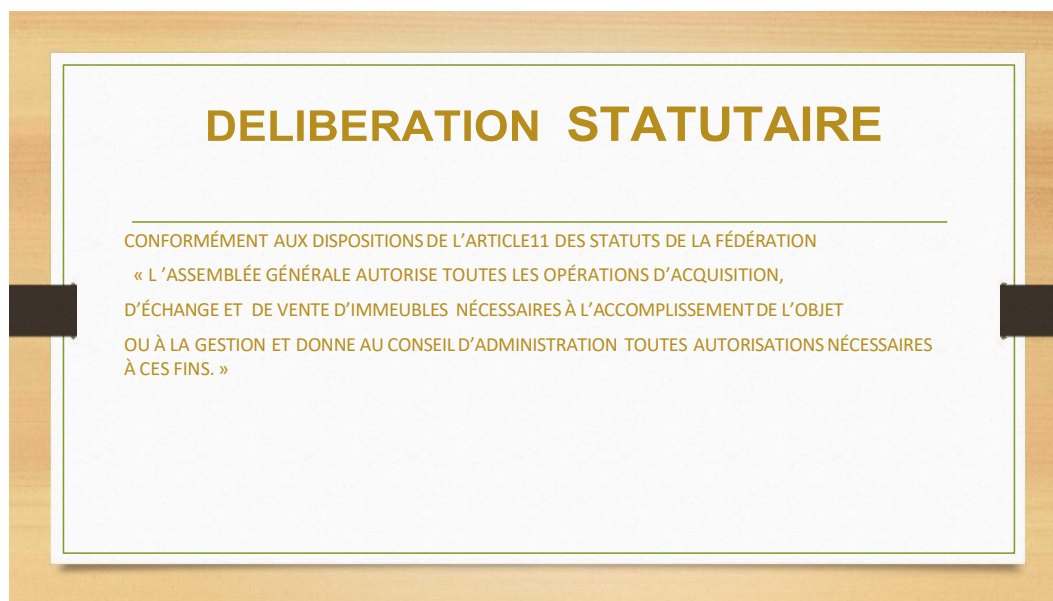 DELIBERATION STATUTAIRE
CONFORMÉMENT AUX DISPOSITIONS DE L’ARTICLE11 DES STATUTS DE LA FÉDÉRATION
« L ’ASSEMBLÉE GÉNÉRALE AUTORISE TOUTES LES OPÉRATIONS D’ACQUISITION,
D’ÉCHANGE ET DE VENTE D’IMMEUBLES NÉCESSAIRES À L’ACCOMPLISSEMENT DE L’OBJET
OU À LA GESTION ET DONNE AU CONSEIL D’ADMINISTRATION TOUTES AUTORISATIONS NÉCESSAIRES
À CES FINS. »